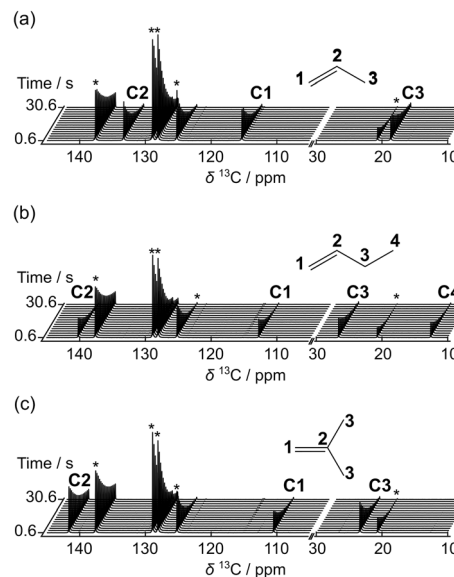 (a)
2
1
3
**
*
*
*
Time / s
C2
C1
C3
30.6
0.6
140
130
120
110
30
20
10
δ ¹³C / ppm
(b)
2
4
1
3
**
*
*
*
Time / s
C2
C1
C3
C4
30.6
0.6
140
130
120
110
30
20
10
δ ¹³C / ppm
(c)
3
1
2
3
*
*
*
*
*
Time / s
C2
C1
C3
30.6
0.6
140
130
120
110
30
20
10
δ ¹³C / ppm